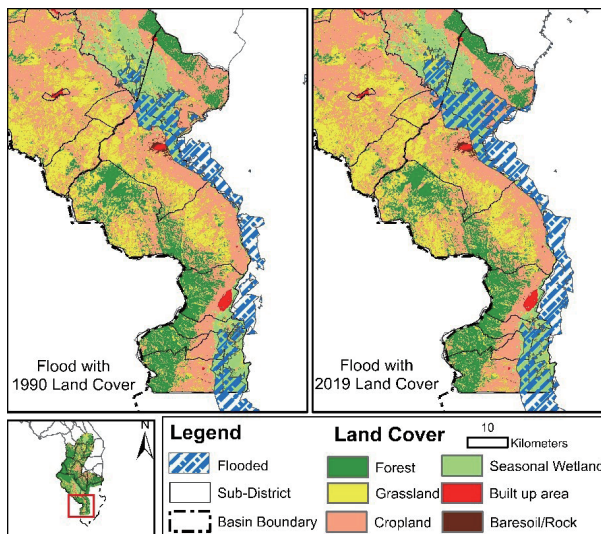 Flood with
1990 Land Cover
Flood with
2019 Land Cover
N
Legend
Flooded
Sub-District
Basin Boundary
Land Cover
10
Kilometers
Forest
Grassland
Cropland
Seasonal Wetland
Built up area
Baresoil/Rock